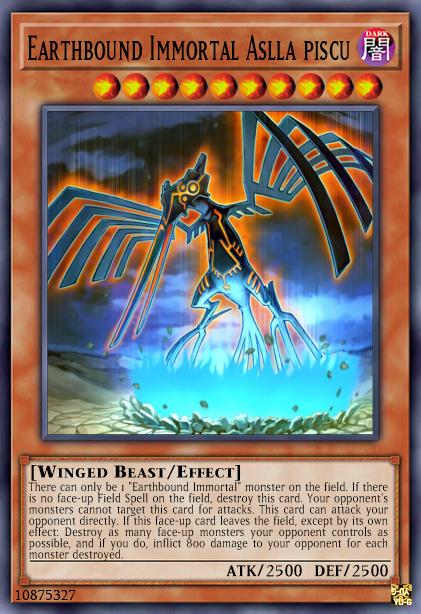 Earthbound Immortal Aslla piscu
DARK
闇
[Winged Beast/Effect]
There can only be 1 "Earthbound Immortal" monster on the field. If there
is no face-up Field Spell on the field, destroy this card. Your opponent's
monsters cannot target this card for attacks. This card can attack your
opponent directly. If this face-up card leaves the field, except by its own
effect: Destroy as many face-up monsters your opponent controls as
possible, and if you do, inflict 800 damage to your opponent for each
monster destroyed.
ATK/2500 DEF/2500
10875327